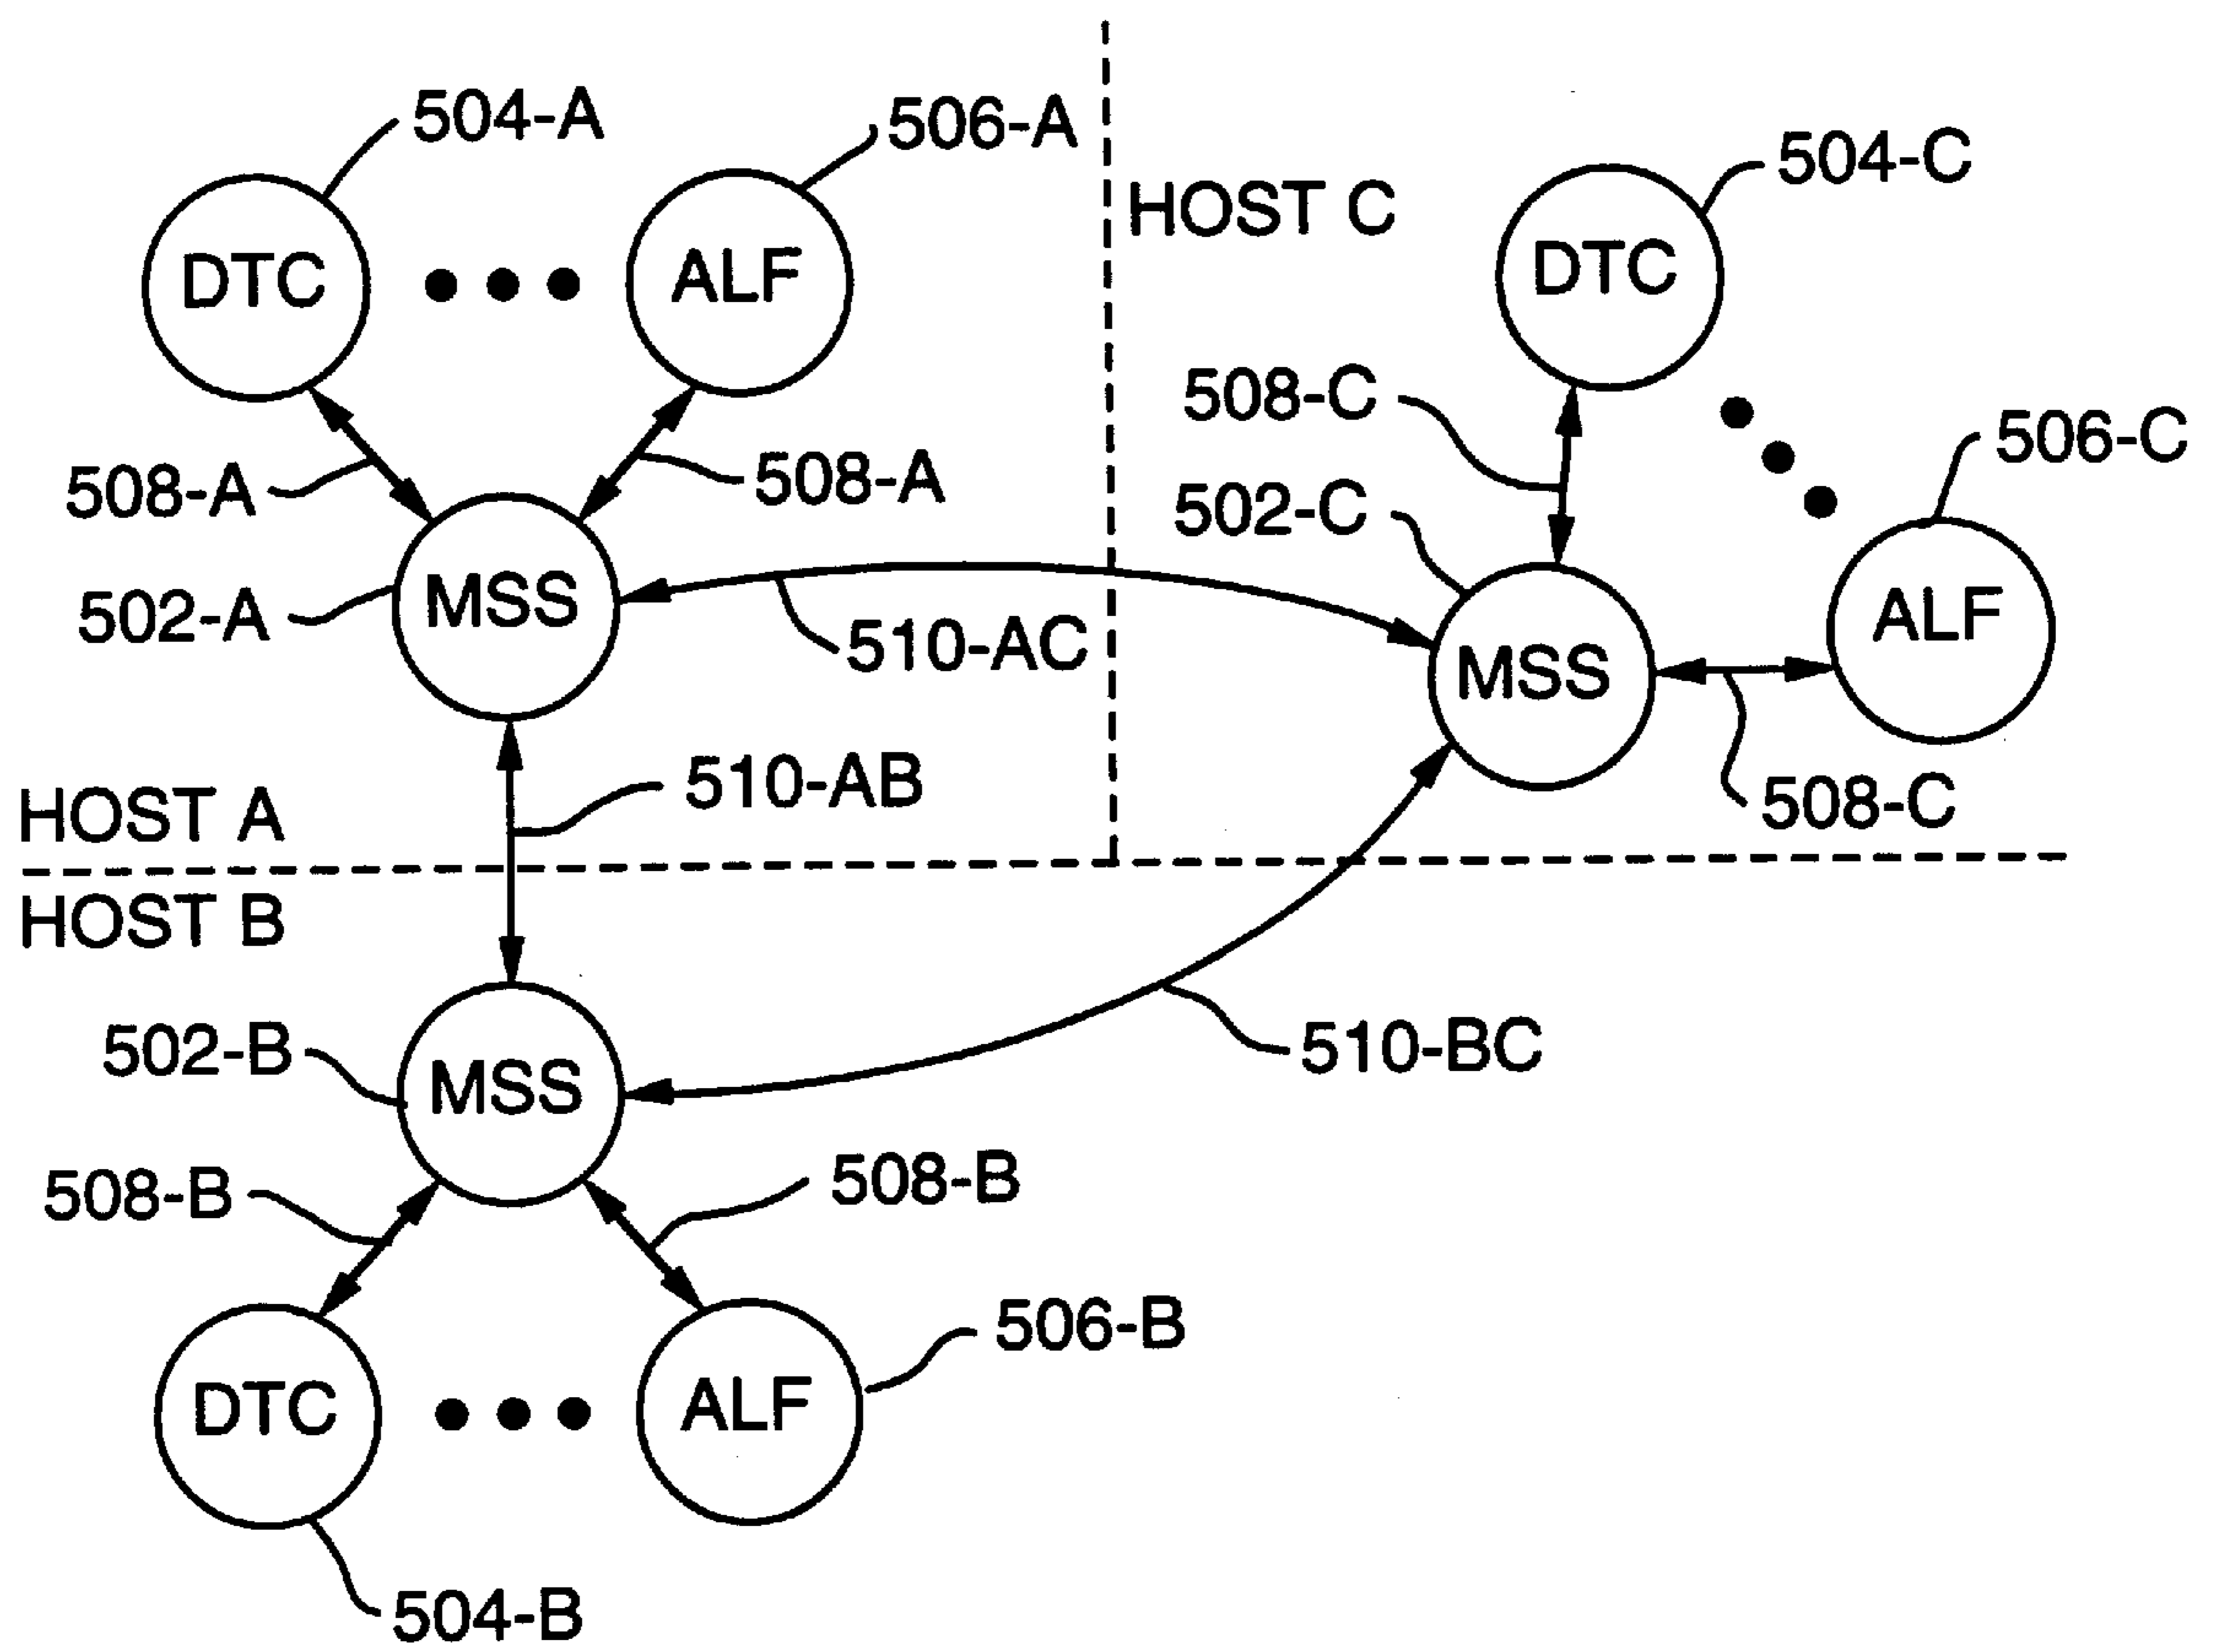 504-A
506-A
DTC
ALF
508-A
508-A
MSS
502-A
510-AC
510-AB
HOST A
HOST C
504-C
DTC
508-C
506-C
502-C
ALF
MSS
508-C
HOST B
502-B
MSS
510-BC
508-B
508-B
506-B
DTC
ALF
504-B